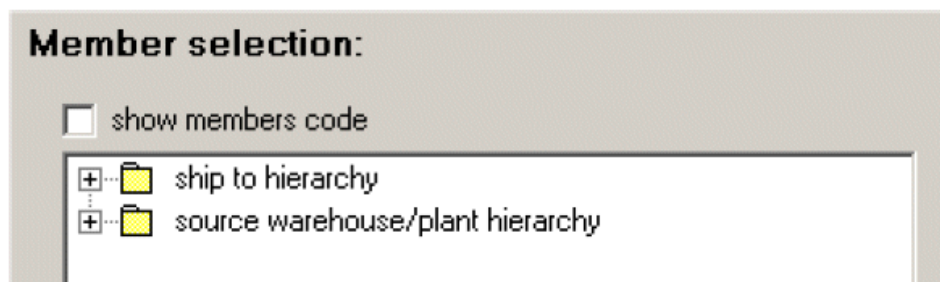 Member selection:
show members code
ship to hierarchy
source warehouse/plant hierarchy